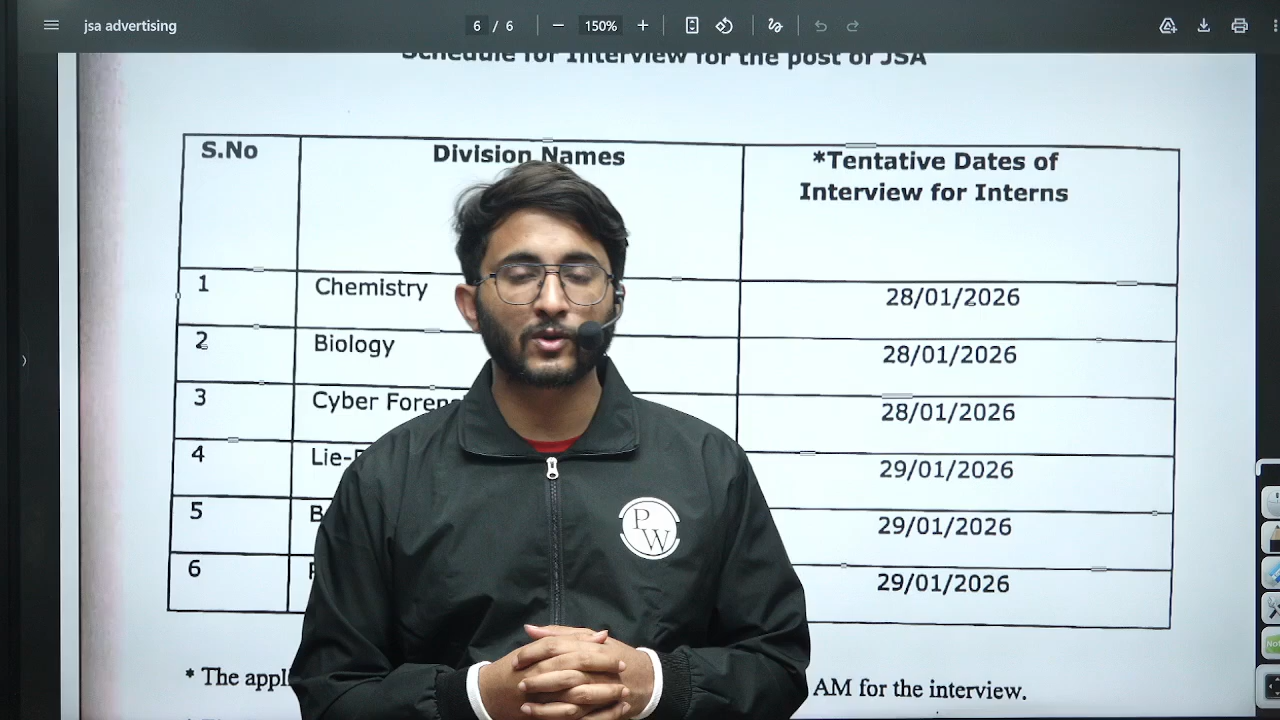 jsa advertising
6 / 6
150%
Schedule for Interview for the post of JSA
S.No
Division Names
*Tentative Dates of
Interview for Interns
1
Chemistry
28/01/2026
2
Biology
28/01/2026
3
Cyber
28/01/2026
4
29/01/2026
5
29/01/2026
6
29/01/2026
* The
AM for the interview.
PW